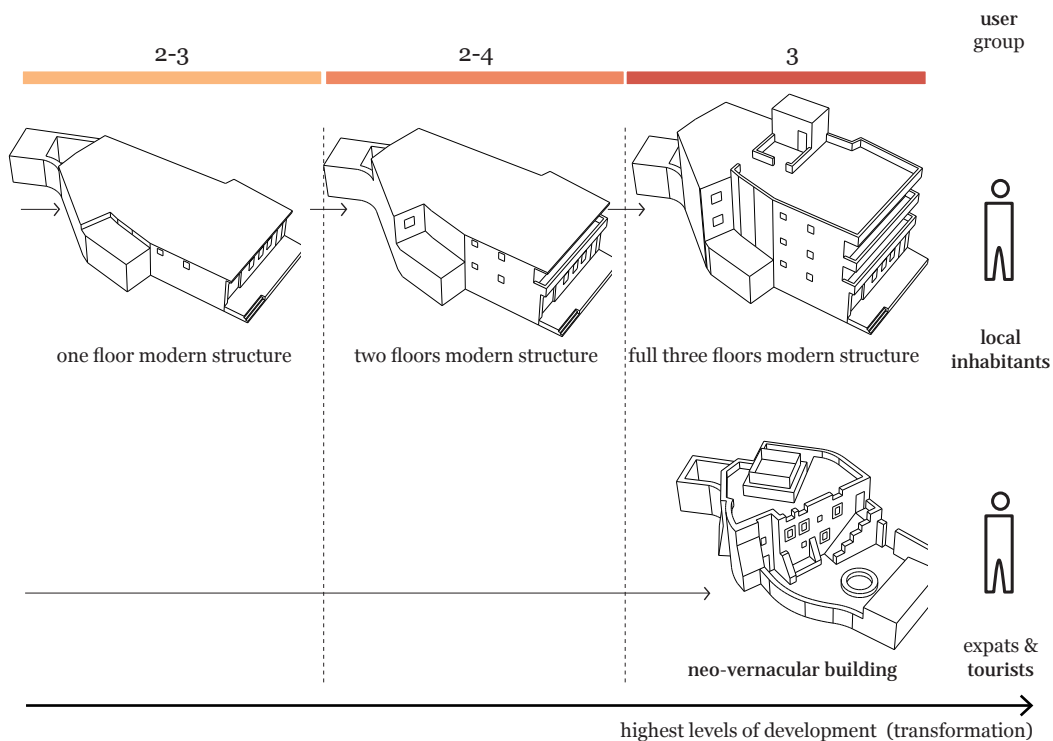 user
group
2-3
2-4
3
one floor modern structure
two floors modern structure
full three floors modern structure
local
inhabitants
neo-vernacular building
expats &
tourists
highest levels of development (transformation)